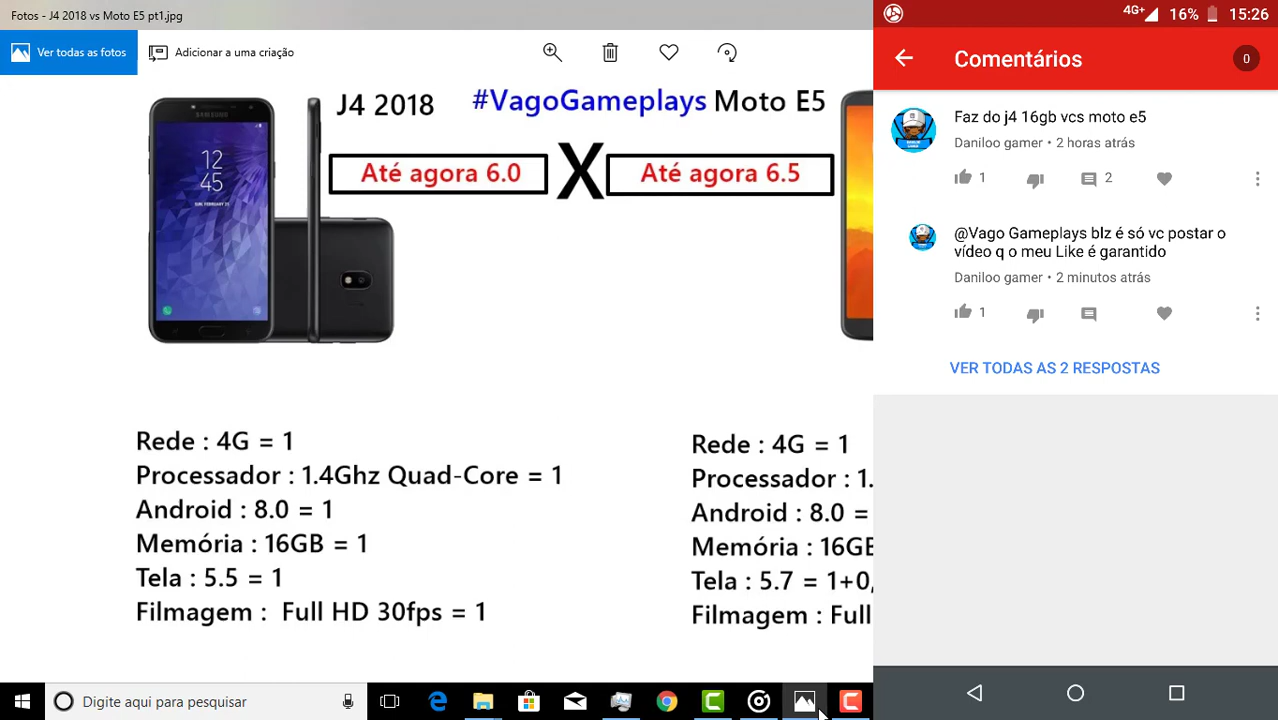 Fotos - J4 2018 vs Moto E5 pt1.jpg
Ver todas as fotos
Adicionar a uma criação
J4 2018
#VagoGameplays Moto E5
Até agora 6.0
X
Até agora 6.5
SAMSUNG
12
45
Rede : 4G = 1
Processador : 1.4Ghz Quad-Core = 1
Android : 8.0 = 1
Memória : 16GB = 1
Tela : 5.5 = 1
Filmagem : Full HD 30fps = 1
Rede : 4G = 1
Processador : 1.
Android : 8.0 =
Memória : 16GB
Tela : 5.7 = 1+0,
Filmagem : Full
Digite aqui para pesquisar
4G+ 16% 15:26
Comentários
0
Faz do j4 16gb vcs moto e5
Daniloo gamer • 2 horas atrás
1 2
@Vago Gameplays blz é só vc postar o
vídeo q o meu Like é garantido
Daniloo gamer • 2 minutos atrás
1
VER TODAS AS 2 RESPOSTAS